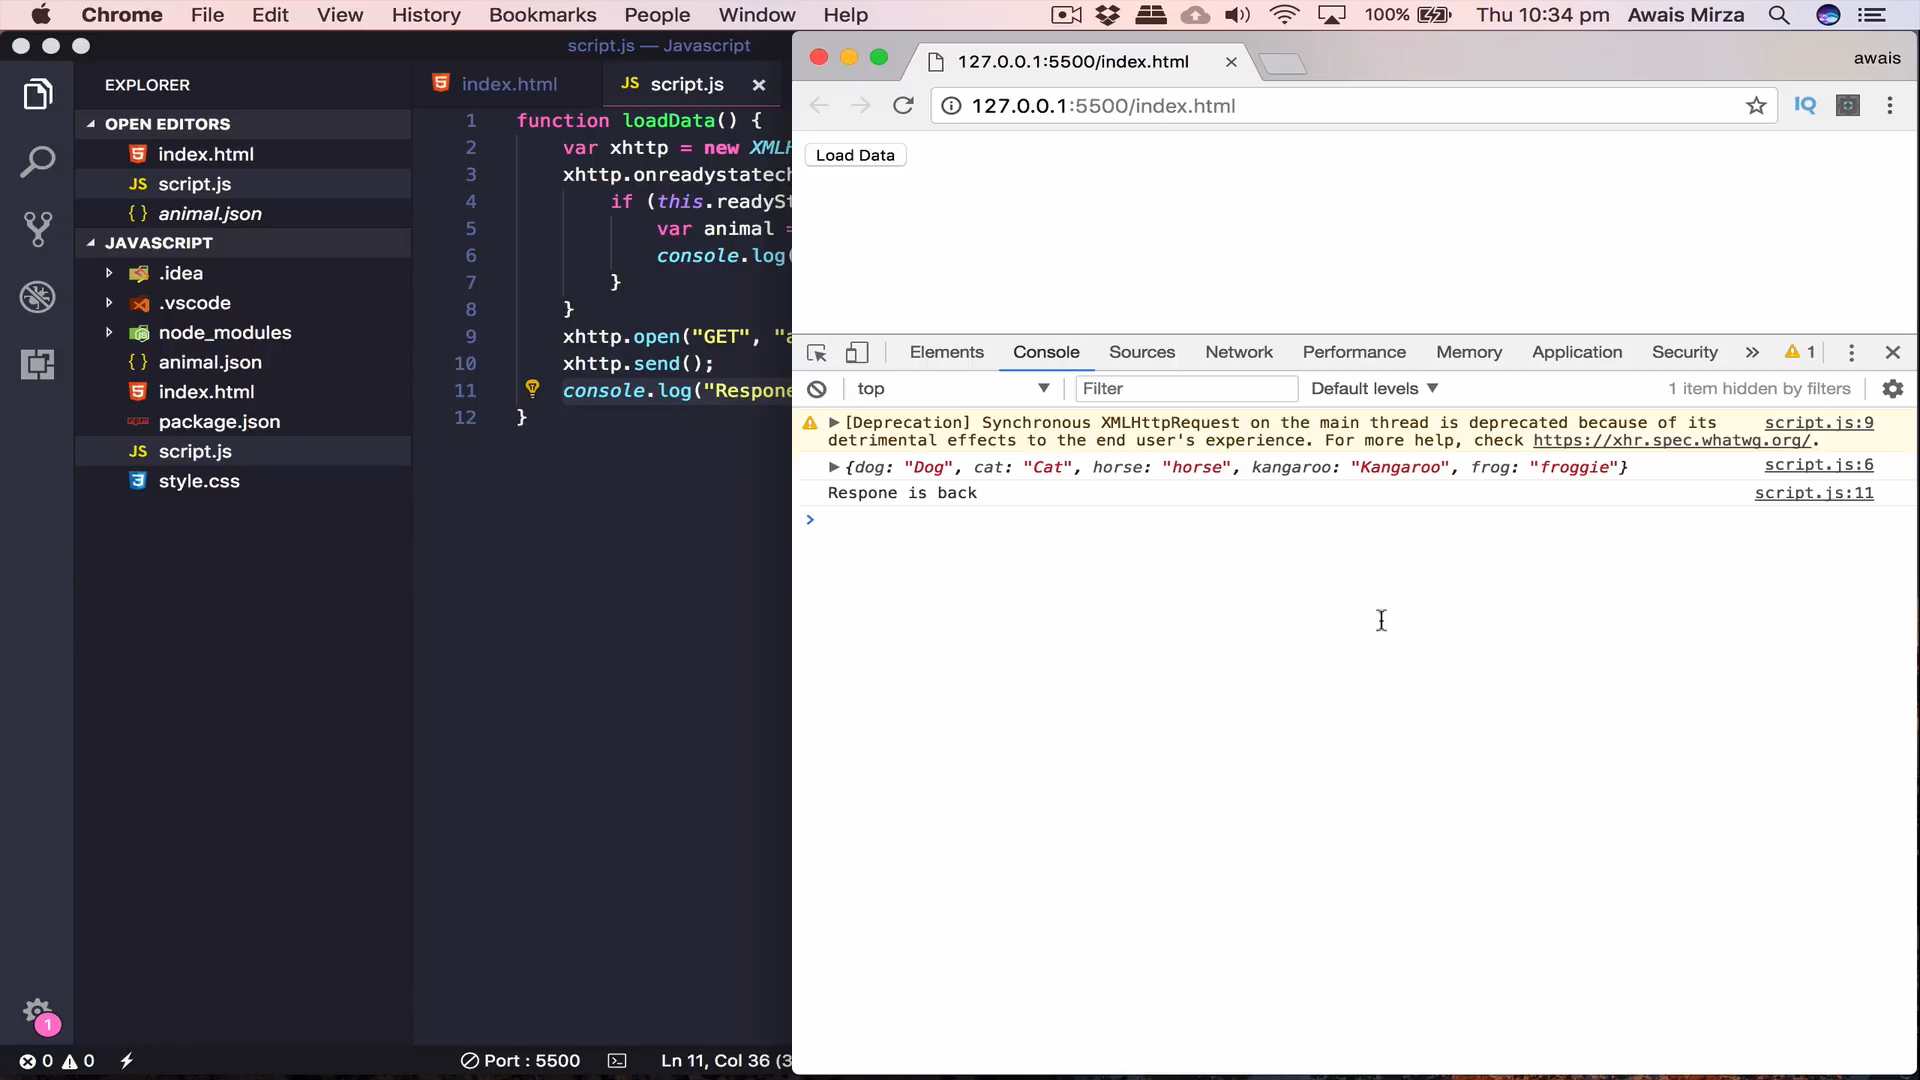 Chrome File Edit View History Bookmarks People Window Help 100% Thu 10:34 pm Awais Mirza
script.js — Javascript
127.0.0.1:5500/index.html
awais
127.0.0.1:5500/index.html
IQ
EXPLORER
OPEN EDITORS
index.html
JS script.js
{ } animal.json
JAVASCRIPT
.idea
.vscode
node_modules
{ } animal.json
index.html
package.json
JS script.js
style.css
1
index.html JS script.js
1 function loadData() {
2 var xhttp = new XMLH
3 xhttp.onreadystatech
4 if (this.readySt
5 var animal =
6 console.log(
7 }
8 }
9 xhttp.open("GET", "a
10 xhttp.send();
11 console.log("Respone
12 }
Load Data
Elements Console Sources Network Performance Memory Application Security » 1
top Filter Default levels 1 item hidden by filters
[Deprecation] Synchronous XMLHttpRequest on the main thread is deprecated because of its script.js:9
detrimental effects to the end user's experience. For more help, check https://xhr.spec.whatwg.org/.
{dog: "Dog", cat: "Cat", horse: "horse", kangaroo: "Kangaroo", frog: "froggie"} script.js:6
Respone is back script.js:11
>
0 0 Port : 5500 Ln 11, Col 36 (3